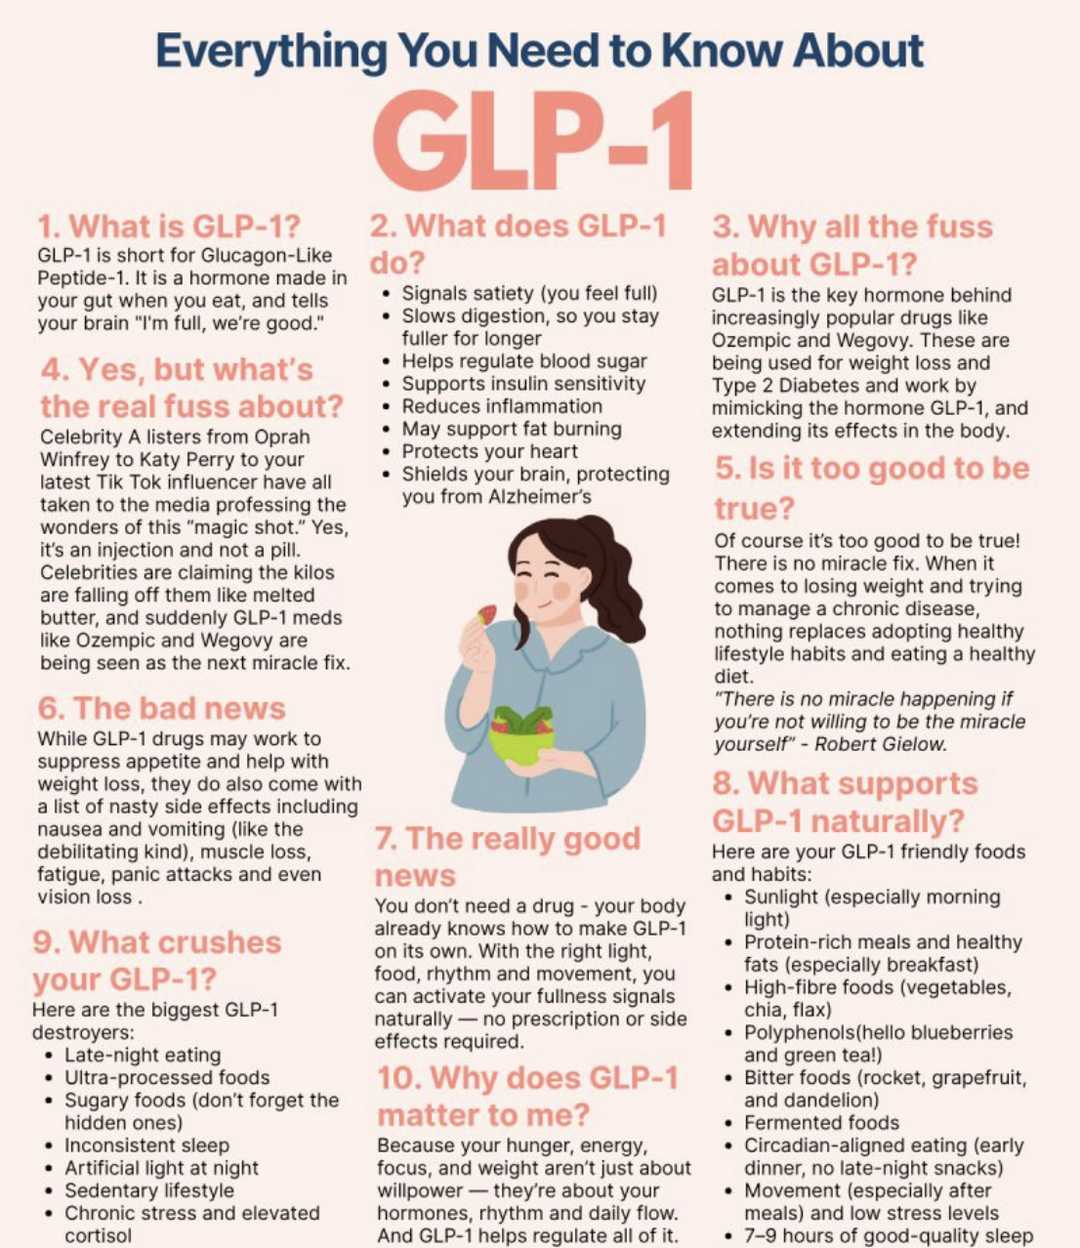 Everything You Need to Know About
GLP-1
1. What is GLP-1?
GLP-1 is short for Glucagon-Like
Peptide-1. It is a hormone made in
your gut when you eat, and tells
your brain "I'm full, we're good."
2. What does GLP-1
do?
• Signals satiety (you feel full)
• Slows digestion, so you stay
fuller for longer
• Helps regulate blood sugar
• Supports insulin sensitivity
• Reduces inflammation
• May support fat burning
• Protects your heart
• Shields your brain, protecting
you from Alzheimer's
3. Why all the fuss
about GLP-1?
GLP-1 is the key hormone behind
increasingly popular drugs like
Ozempic and Wegovy. These are
being used for weight loss and
Type 2 Diabetes and work by
mimicking the hormone GLP-1, and
extending its effects in the body.
4. Yes, but what's
the real fuss about?
Celebrity A listers from Oprah
Winfrey to Katy Perry to your
latest Tik Tok influencer have all
taken to the media professing the
wonders of this "magic shot." Yes,
it's an injection and not a pill.
Celebrities are claiming the kilos
are falling off them like melted
butter, and suddenly GLP-1 meds
like Ozempic and Wegovy are
being seen as the next miracle fix.
5. Is it too good to be
true?
Of course it's too good to be true!
There is no miracle fix. When it
comes to losing weight and trying
to manage a chronic disease,
nothing replaces adopting healthy
lifestyle habits and eating a healthy
diet.
"There is no miracle happening if
you're not willing to be the miracle
yourself" - Robert Gielow.
6. The bad news
While GLP-1 drugs may work to
suppress appetite and help with
weight loss, they do also come with
a list of nasty side effects including
nausea and vomiting (like the
debilitating kind), muscle loss,
fatigue, panic attacks and even
vision loss .
7. The really good
news
You don't need a drug - your body
already knows how to make GLP-1
on its own. With the right light,
food, rhythm and movement, you
can activate your fullness signals
naturally — no prescription or side
effects required.
8. What supports
GLP-1 naturally?
Here are your GLP-1 friendly foods
and habits:
• Sunlight (especially morning
light)
• Protein-rich meals and healthy
fats (especially breakfast)
• High-fibre foods (vegetables,
chia, flax)
• Polyphenols(hello blueberries
and green tea!)
• Bitter foods (rocket, grapefruit,
and dandelion)
• Fermented foods
• Circadian-aligned eating (early
dinner, no late-night snacks)
• Movement (especially after
meals) and low stress levels
• 7–9 hours of good-quality sleep
9. What crushes
your GLP-1?
Here are the biggest GLP-1
destroyers:
• Late-night eating
• Ultra-processed foods
• Sugary foods (don't forget the
hidden ones)
• Inconsistent sleep
• Artificial light at night
• Sedentary lifestyle
• Chronic stress and elevated
cortisol
10. Why does GLP-1
matter to me?
Because your hunger, energy,
focus, and weight aren't just about
willpower — they're about your
hormones, rhythm and daily flow.
And GLP-1 helps regulate all of it.